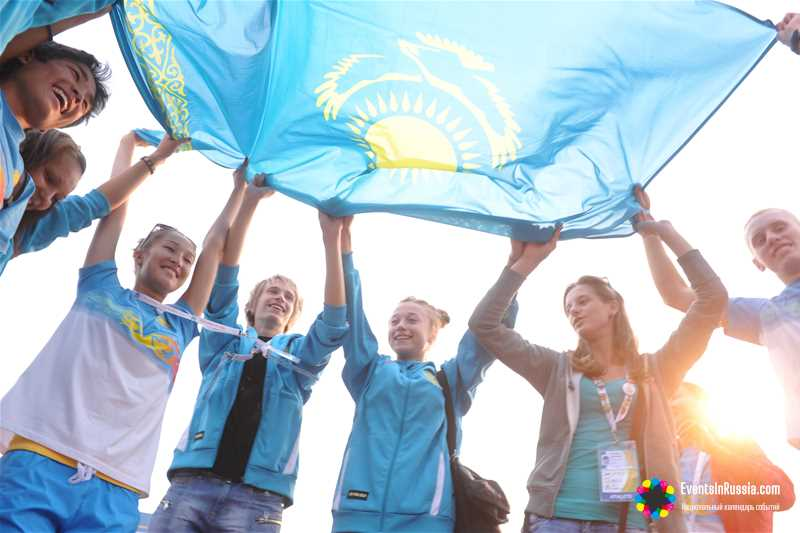 EventsinRussia.com
Национальный календарь событий